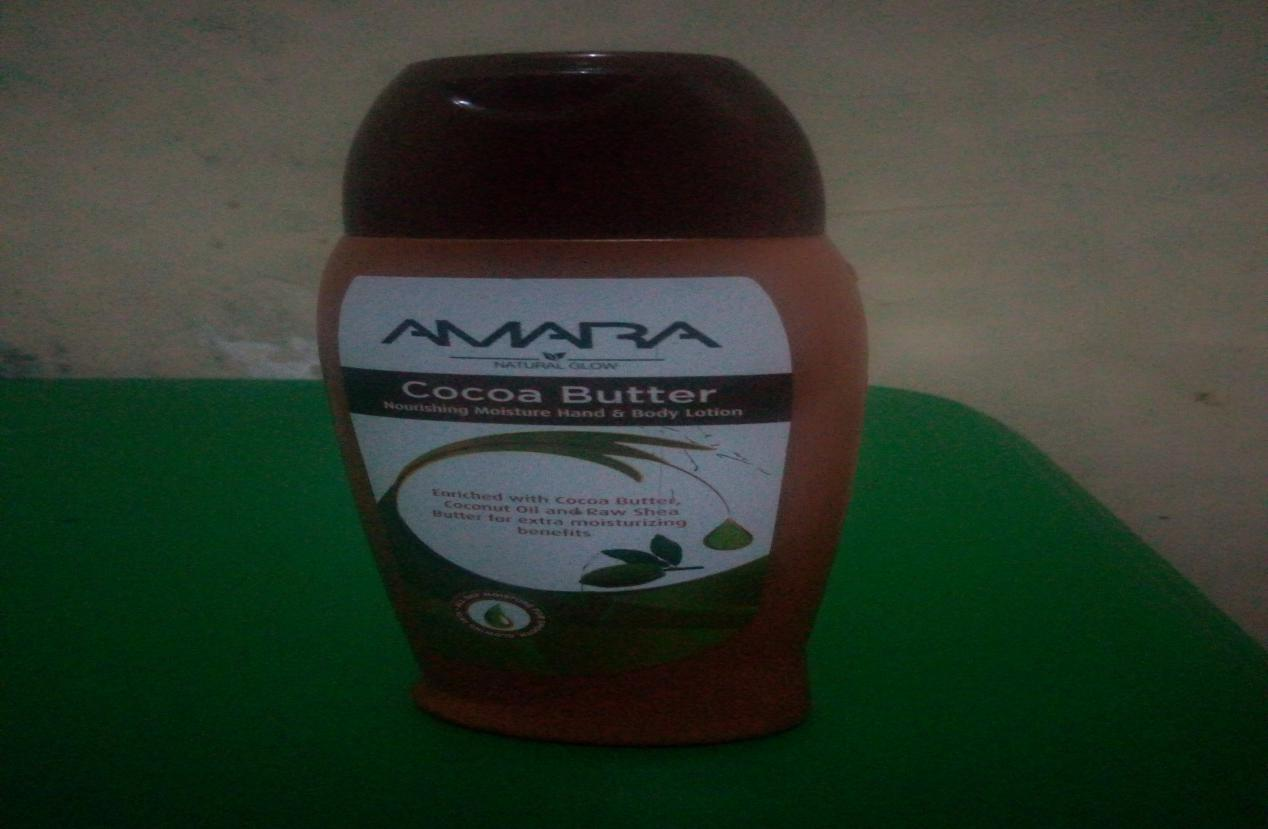 AMARA
NATURAL GLOW
Cocoa Butter
Nourishing Moisture Hand & Body Lotion
Enriched with Cocoa Butter,
Coconut Oil and Raw Shea
Butter for extra moisturizing
benefits